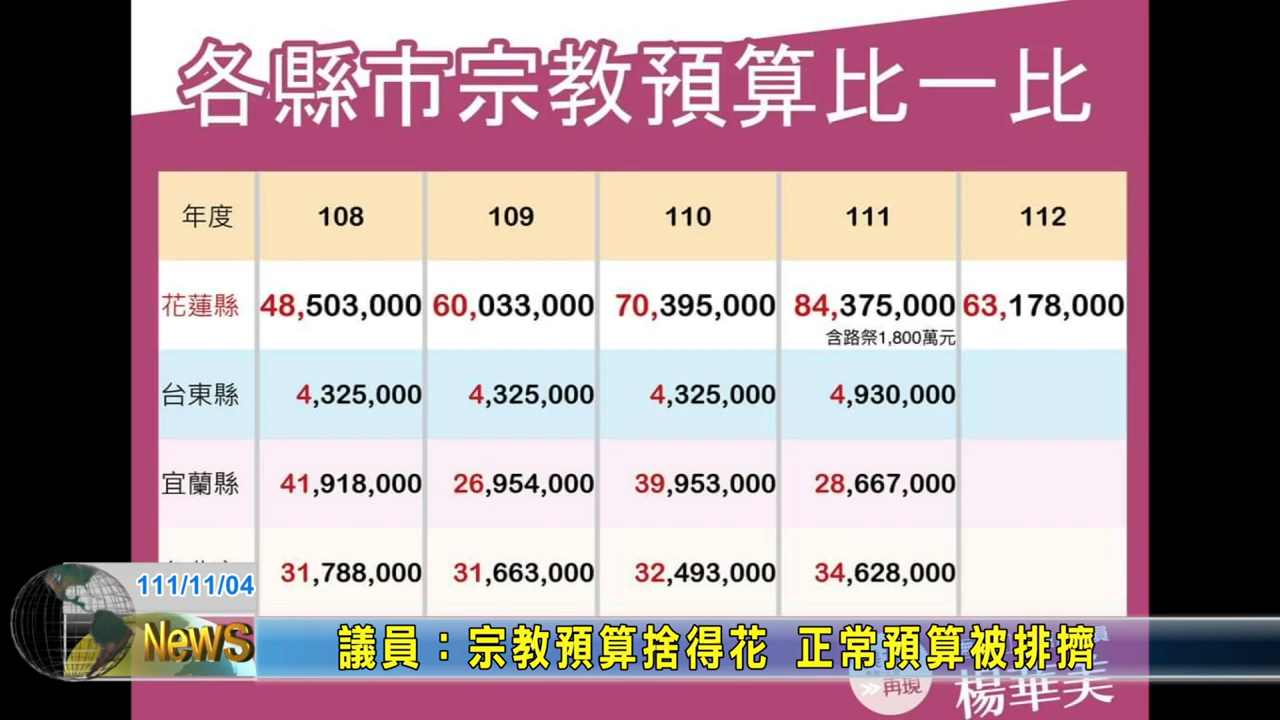 各縣市宗教預算比一比
年度 108 109 110 111 112
花蓮縣 48,503,000 60,033,000 70,395,000 84,375,000 63,178,000
含路祭1,800萬元
台東縣 4,325,000 4,325,000 4,325,000 4,930,000
宜蘭縣 41,918,000 26,954,000 39,953,000 28,667,000
31,788,000 31,663,000 32,493,000 34,628,000
111/11/04
News
議員：宗教預算捨得花 正常預算被排擠
再現
楊華美